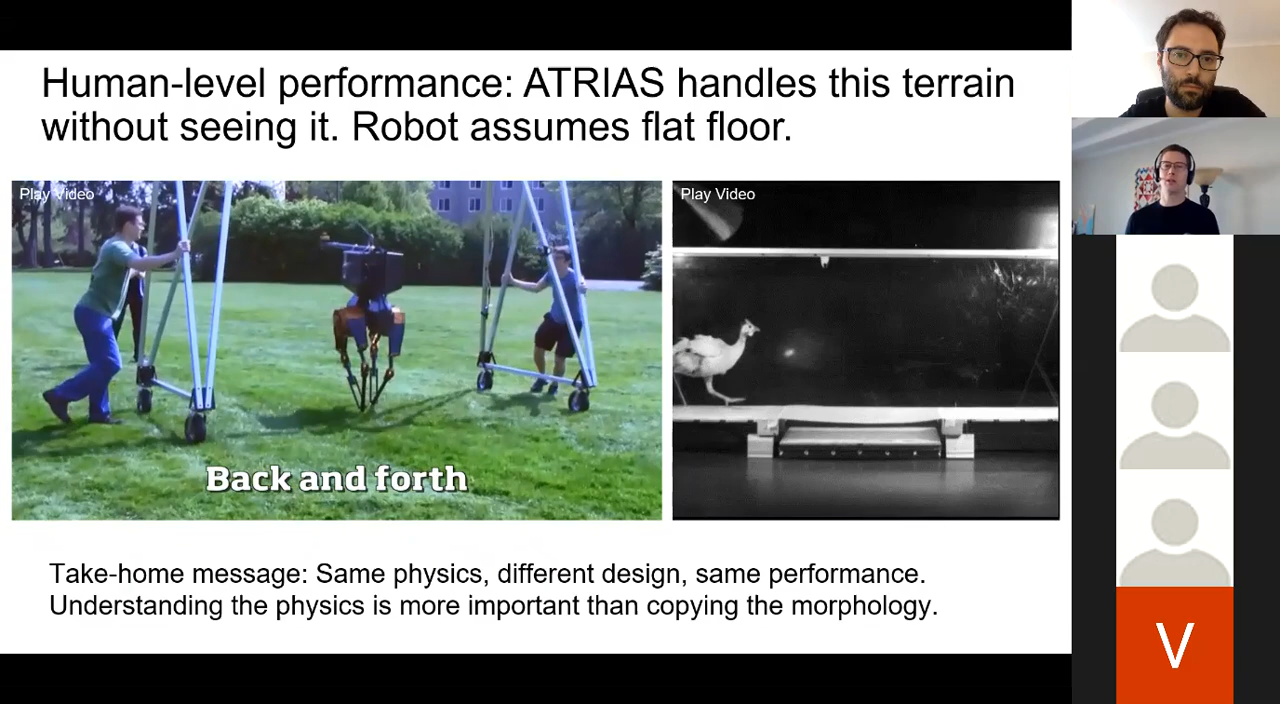 Human-level performance: ATRIAS handles this terrain
without seeing it. Robot assumes flat floor.
Play Video
Play Video
Back and forth
Take-home message: Same physics, different design, same performance.
Understanding the physics is more important than copying the morphology.
V